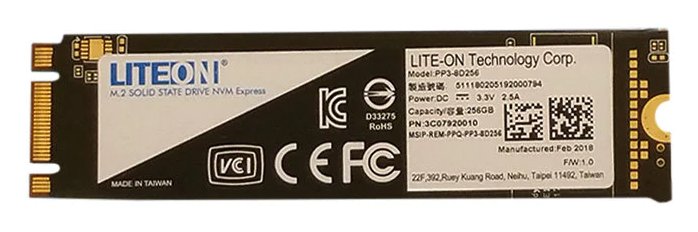 LITEON
M.2 SOLID STATE DRIVE NVM Express
D33275
RoHS
VCI
CE FC
MADE IN TAIWAN
LITE-ON Technology Corp.
Model:PP3-8D256
製造號碼: 511180205192000794
Power:DC 3.3V 2.5A
Capacity/容量:256GB
PN:3C07920010
MSIP-REM-PPQ-PP3-8D256
Manufactured:Feb 2018
F/W:1.0
22F,392,Ruey Kuang Road, Neihu, Taipei 11492, Taiwan